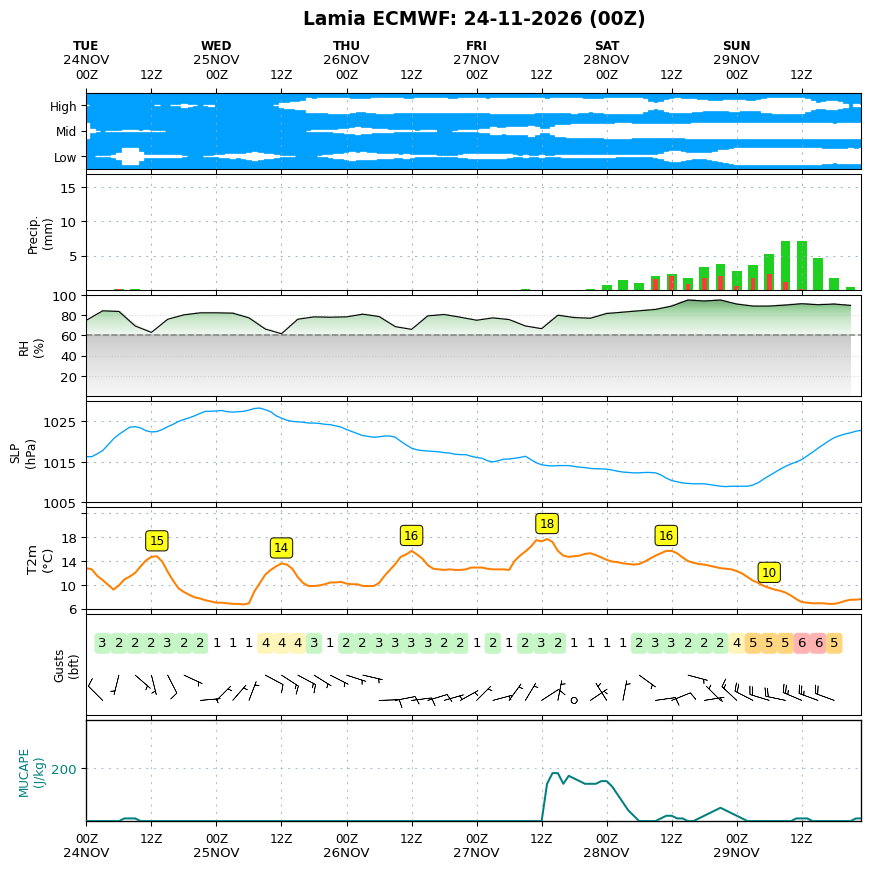 Lamia ECMWF: 24-11-2026 (00Z)
TUE WED THU FRI SAT SUN
24NOV 25NOV 26NOV 27NOV 28NOV 29NOV
00Z 12Z 00Z 12Z 00Z 12Z 00Z 12Z 00Z 12Z 00Z 12Z
High
Mid
Low
Precip.
(mm)
15
10
5
RH
(%)
100
80
60
40
20
SLP
(hPa)
1025
1015
1005
T2m
(°C)
18
14
10
6
15 14 16 18 16 10
Gusts
(bft)
3 2 2 2 3 2 2 1 1 1 4 4 4 3 1 2 2 3 3 3 3 2 2 1 2 1 2 3 2 1 1 1 1 2 3 3 2 2 2 4 5 5 5 6 6 5
MUCAPE
(J/kg)
200
00Z 12Z 00Z 12Z 00Z 12Z 00Z 12Z 00Z 12Z 00Z 12Z
24NOV 25NOV 26NOV 27NOV 28NOV 29NOV